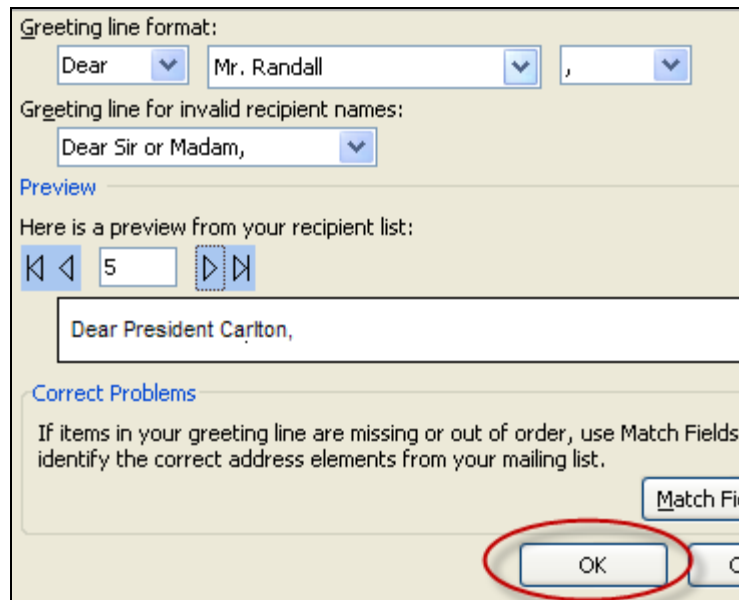 Greeting line format:
Dear Mr. Randall ,
Greeting line for invalid recipient names:
Dear Sir or Madam,
Preview
Here is a preview from your recipient list:
5
Dear President Carlton,
Correct Problems
If items in your greeting line are missing or out of order, use Match Fields
identify the correct address elements from your mailing list.
Match Fi
OK C